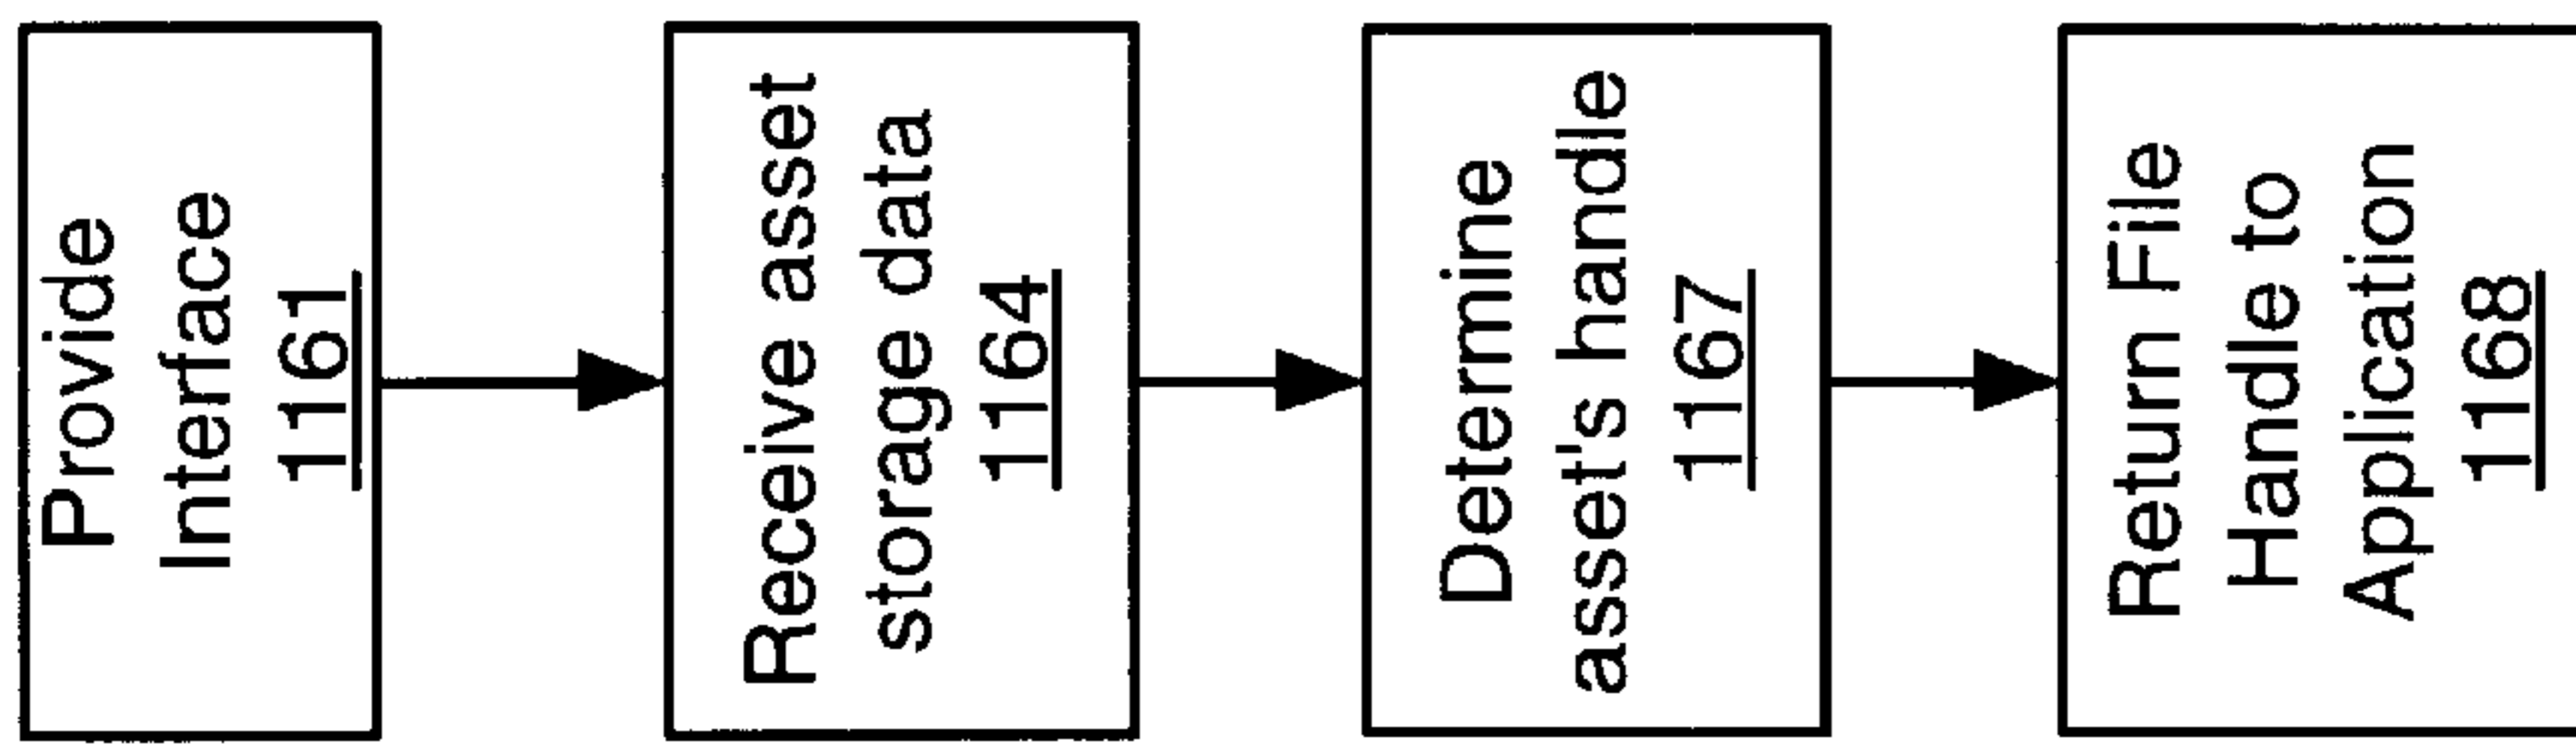 Provide
Interface
1161
Receive asset
storage data
1164
Determine
asset's handle
1167
Return File
Handle to
Application
1168